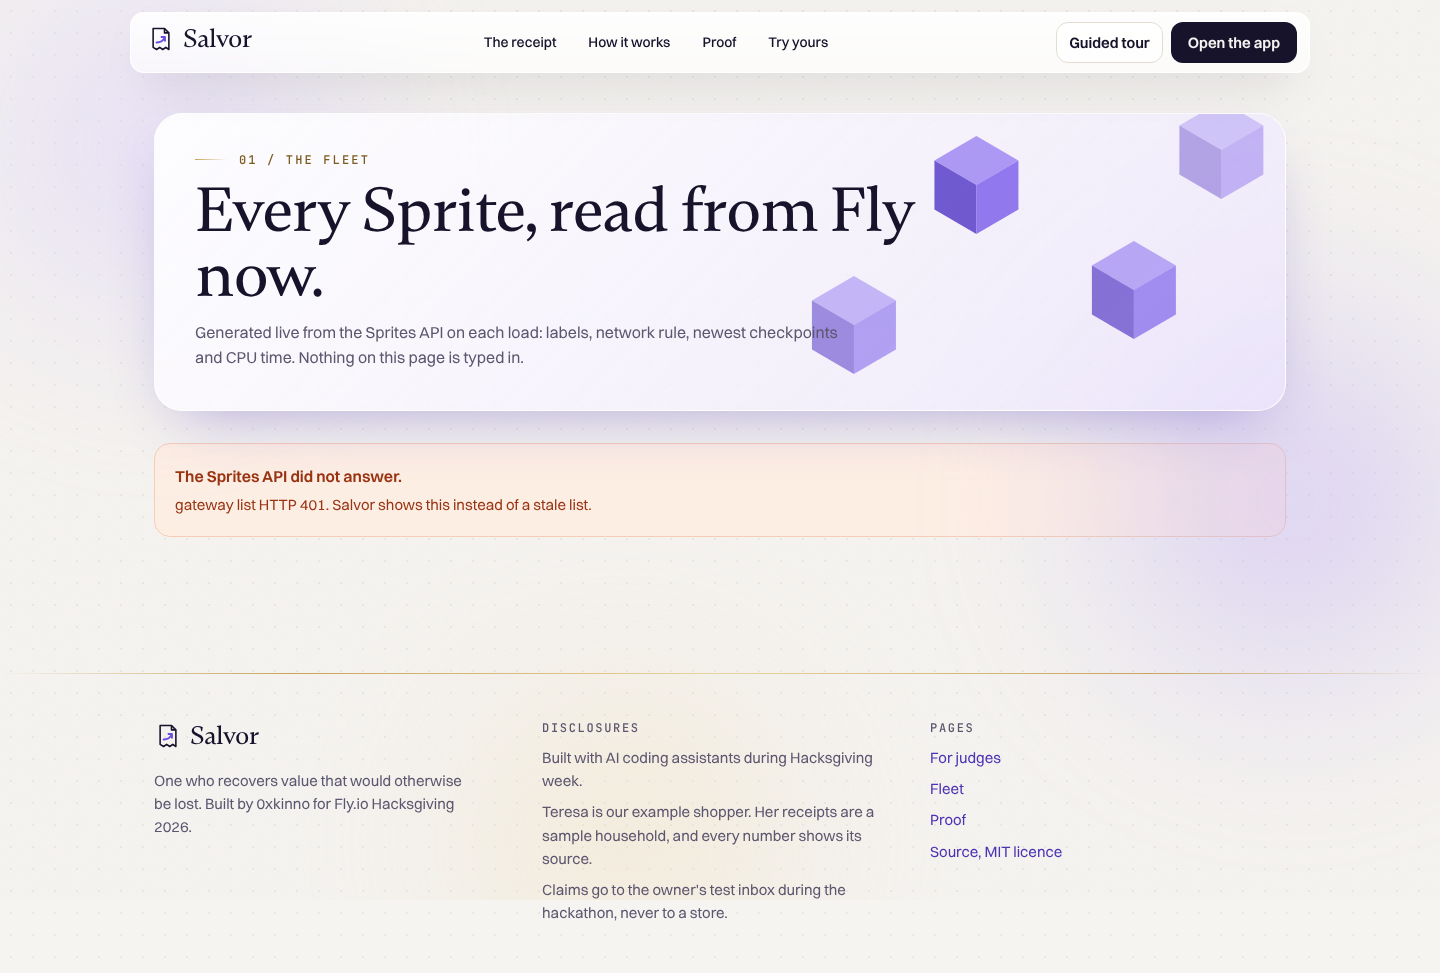 Salvor
The receipt
How it works
Proof
Try yours
Guided tour
Open the app
01 / THE FLEET
Every Sprite, read from Fly
now.
Generated live from the Sprites API on each load: labels, network rule, newest checkpoints
and CPU time. Nothing on this page is typed in.
The Sprites API did not answer.
gateway list HTTP 401. Salvor shows this instead of a stale list.
Salvor
One who recovers value that would otherwise
be lost. Built by 0xkinno for Fly.io Hacksgiving
2026.
DISCLOSURES
Built with AI coding assistants during Hacksgiving
week.
Teresa is our example shopper. Her receipts are a
sample household, and every number shows its
source.
Claims go to the owner's test inbox during the
hackathon, never to a store.
PAGES
For judges
Fleet
Proof
Source, MIT licence